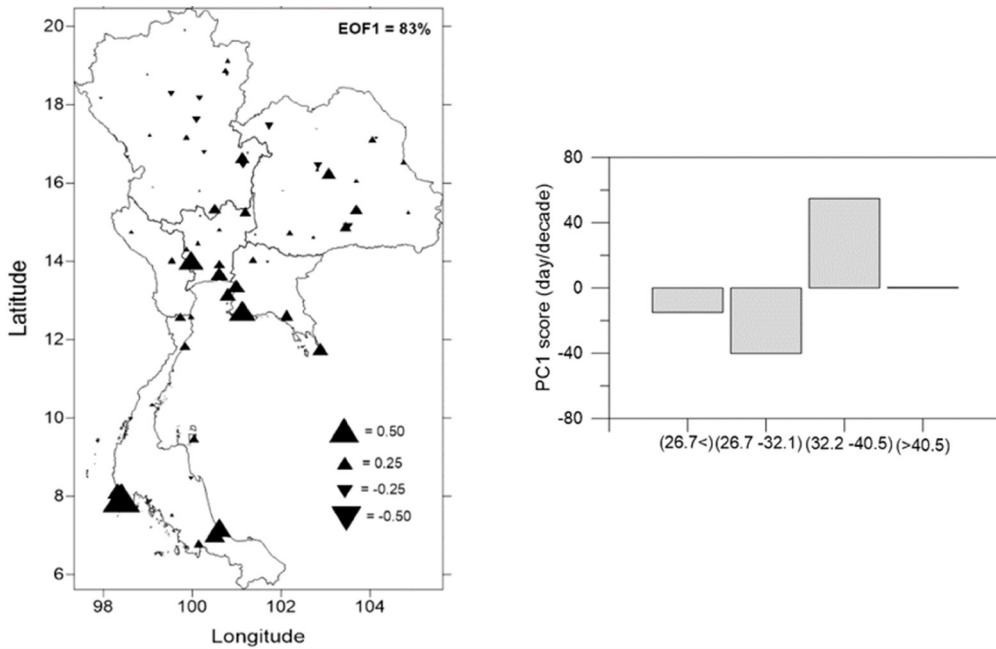 EOF1 = 83%
20
18
16
14
12
10
8
6
Latitude
98 100 102 104
Longitude
= 0.50
= 0.25
= -0.25
= -0.50
80
40
0
-40
-80
PC1 score (day/decade)
(26.7<) (26.7 -32.1) (32.2 -40.5) (>40.5)